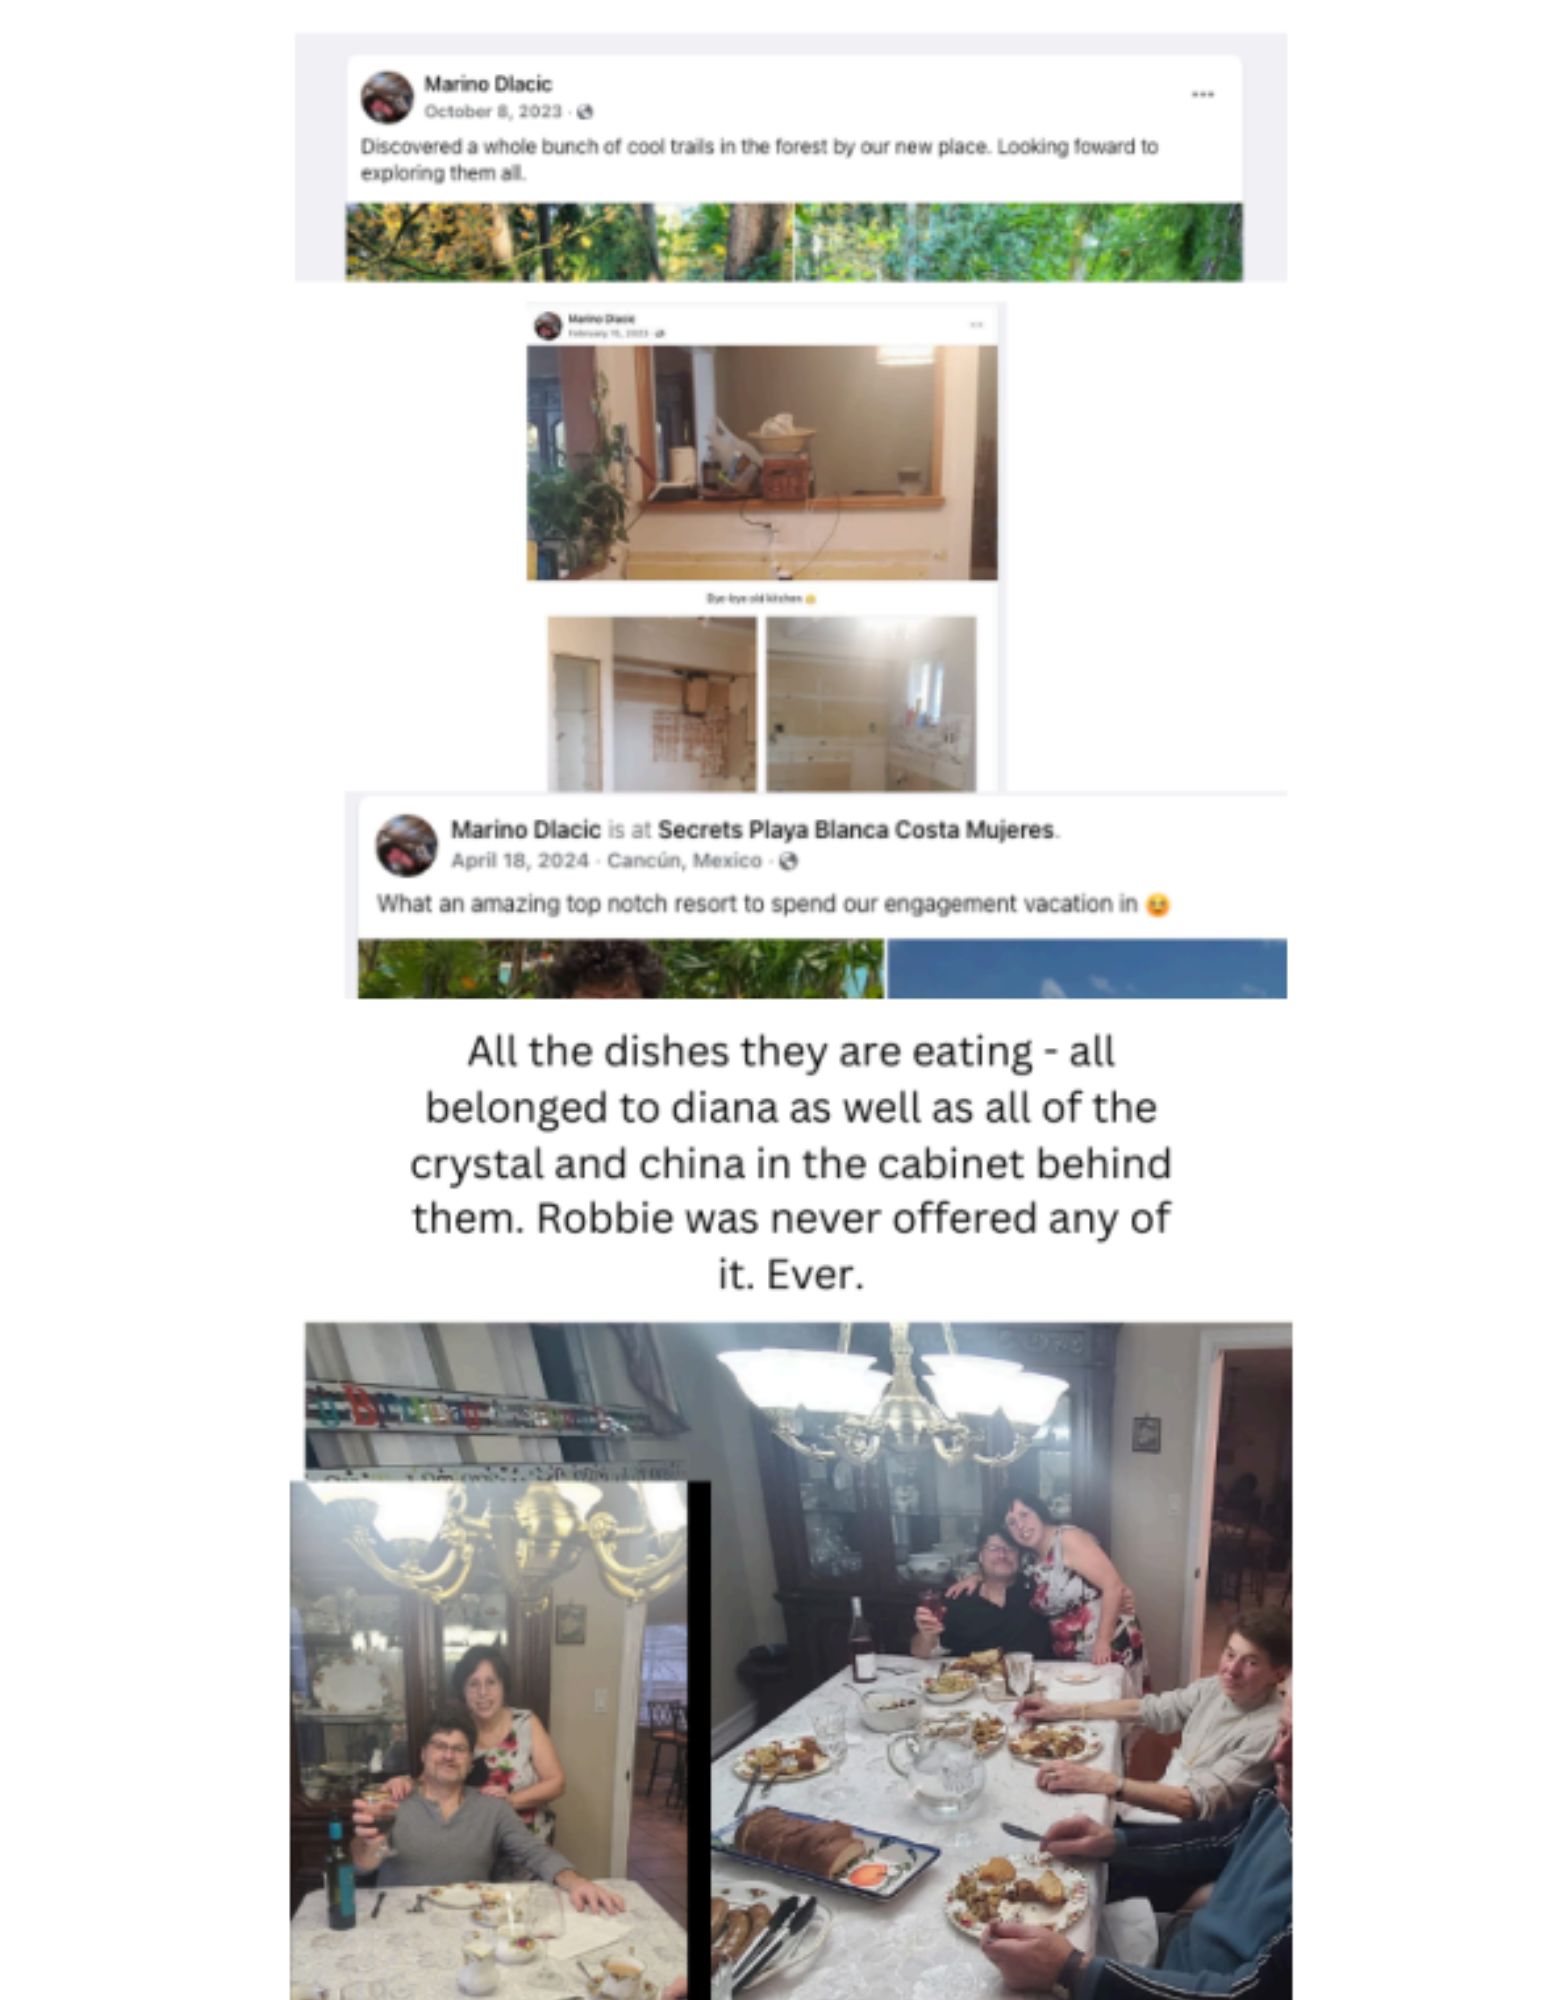 Marino Dlacic
October 8, 2023 ·
Discovered a whole bunch of cool trails in the forest by our new place. Looking foward to
exploring them all.
Marino Dlacic
February 15, 2023 ·
Bye-bye old kitchen
Marino Dlacic is at Secrets Playa Blanca Costa Mujeres.
April 18, 2024 · Cancún, Mexico ·
What an amazing top notch resort to spend our engagement vacation in
All the dishes they are eating - all
belonged to diana as well as all of the
crystal and china in the cabinet behind
them. Robbie was never offered any of
it. Ever.